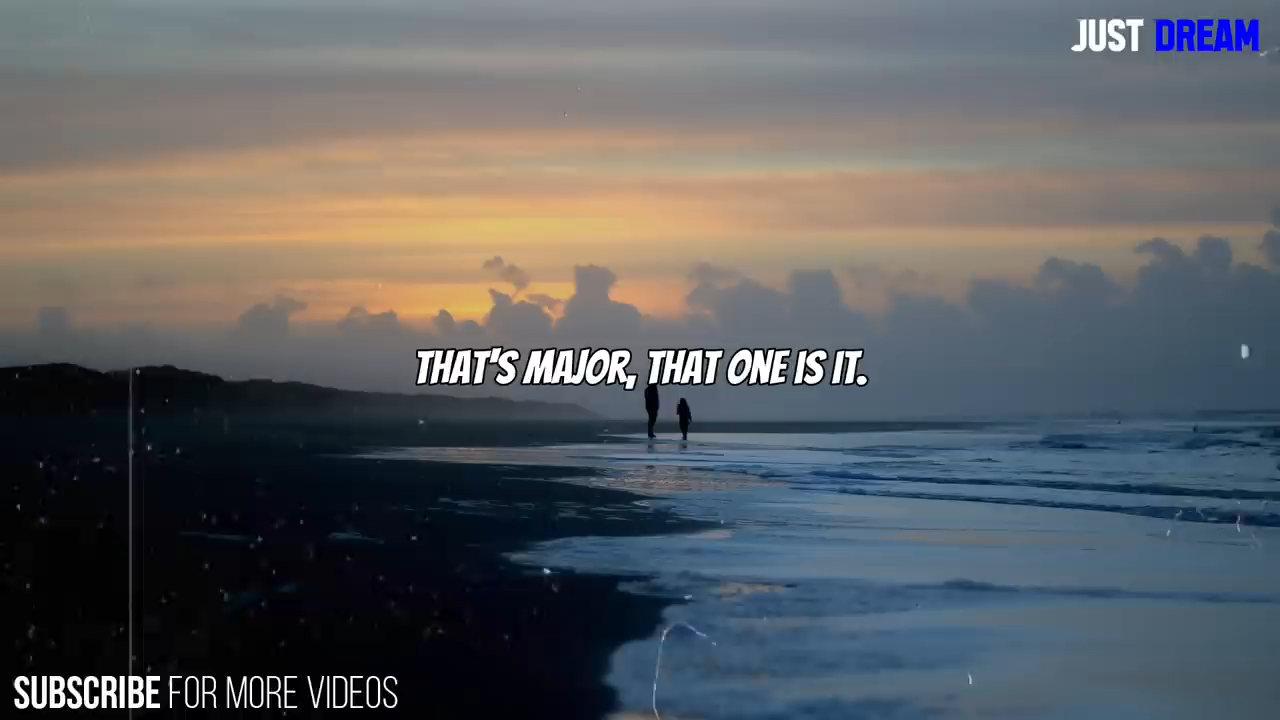 JUST DREAM
THAT'S MAJOR, THAT ONE IS IT.
SUBSCRIBE FOR MORE VIDEOS